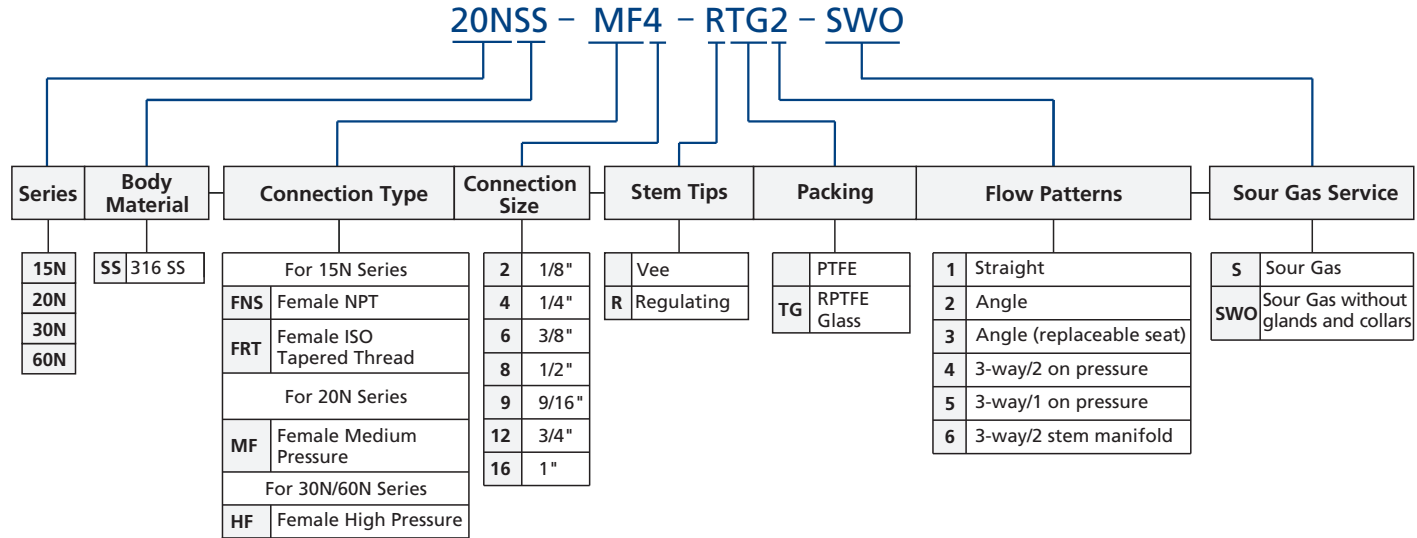 20NSS – MF4 – RTG2 – SWO
Series
Body
Material
Connection Type
Connection
Size
Stem Tips
Packing
Flow Patterns
Sour Gas Service
15N
20N
30N
60N
SS 316 SS
For 15N Series
FNS Female NPT
FRT Female ISO
Tapered Thread
For 20N Series
MF Female Medium
Pressure
For 30N/60N Series
HF Female High Pressure
2 1/8"
4 1/4"
6 3/8"
8 1/2"
9 9/16"
12 3/4"
16 1"
Vee
R Regulating
PTFE
TG RPTFE
Glass
1 Straight
2 Angle
3 Angle (replaceable seat)
4 3-way/2 on pressure
5 3-way/1 on pressure
6 3-way/2 stem manifold
S Sour Gas
SWO Sour Gas without
glands and collars